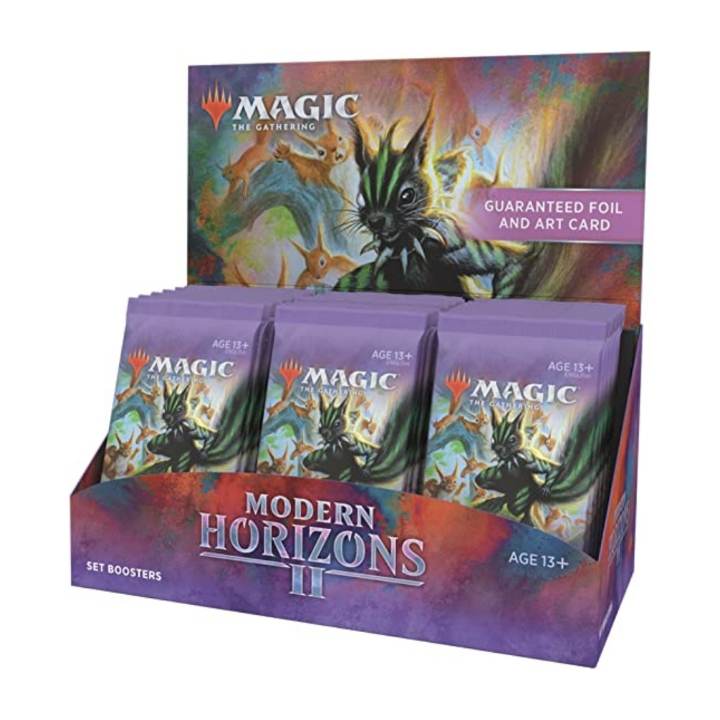 MAGIC
THE GATHERING
GUARANTEED FOIL
AND ART CARD
AGE 13+
MAGIC
THE GATHERING
AGE 13+
MAGIC
THE GATHERING
AGE 13+
MAGIC
THE GATHERING
MODERN
HORIZONS
II
SET BOOSTERS
AGE 13+